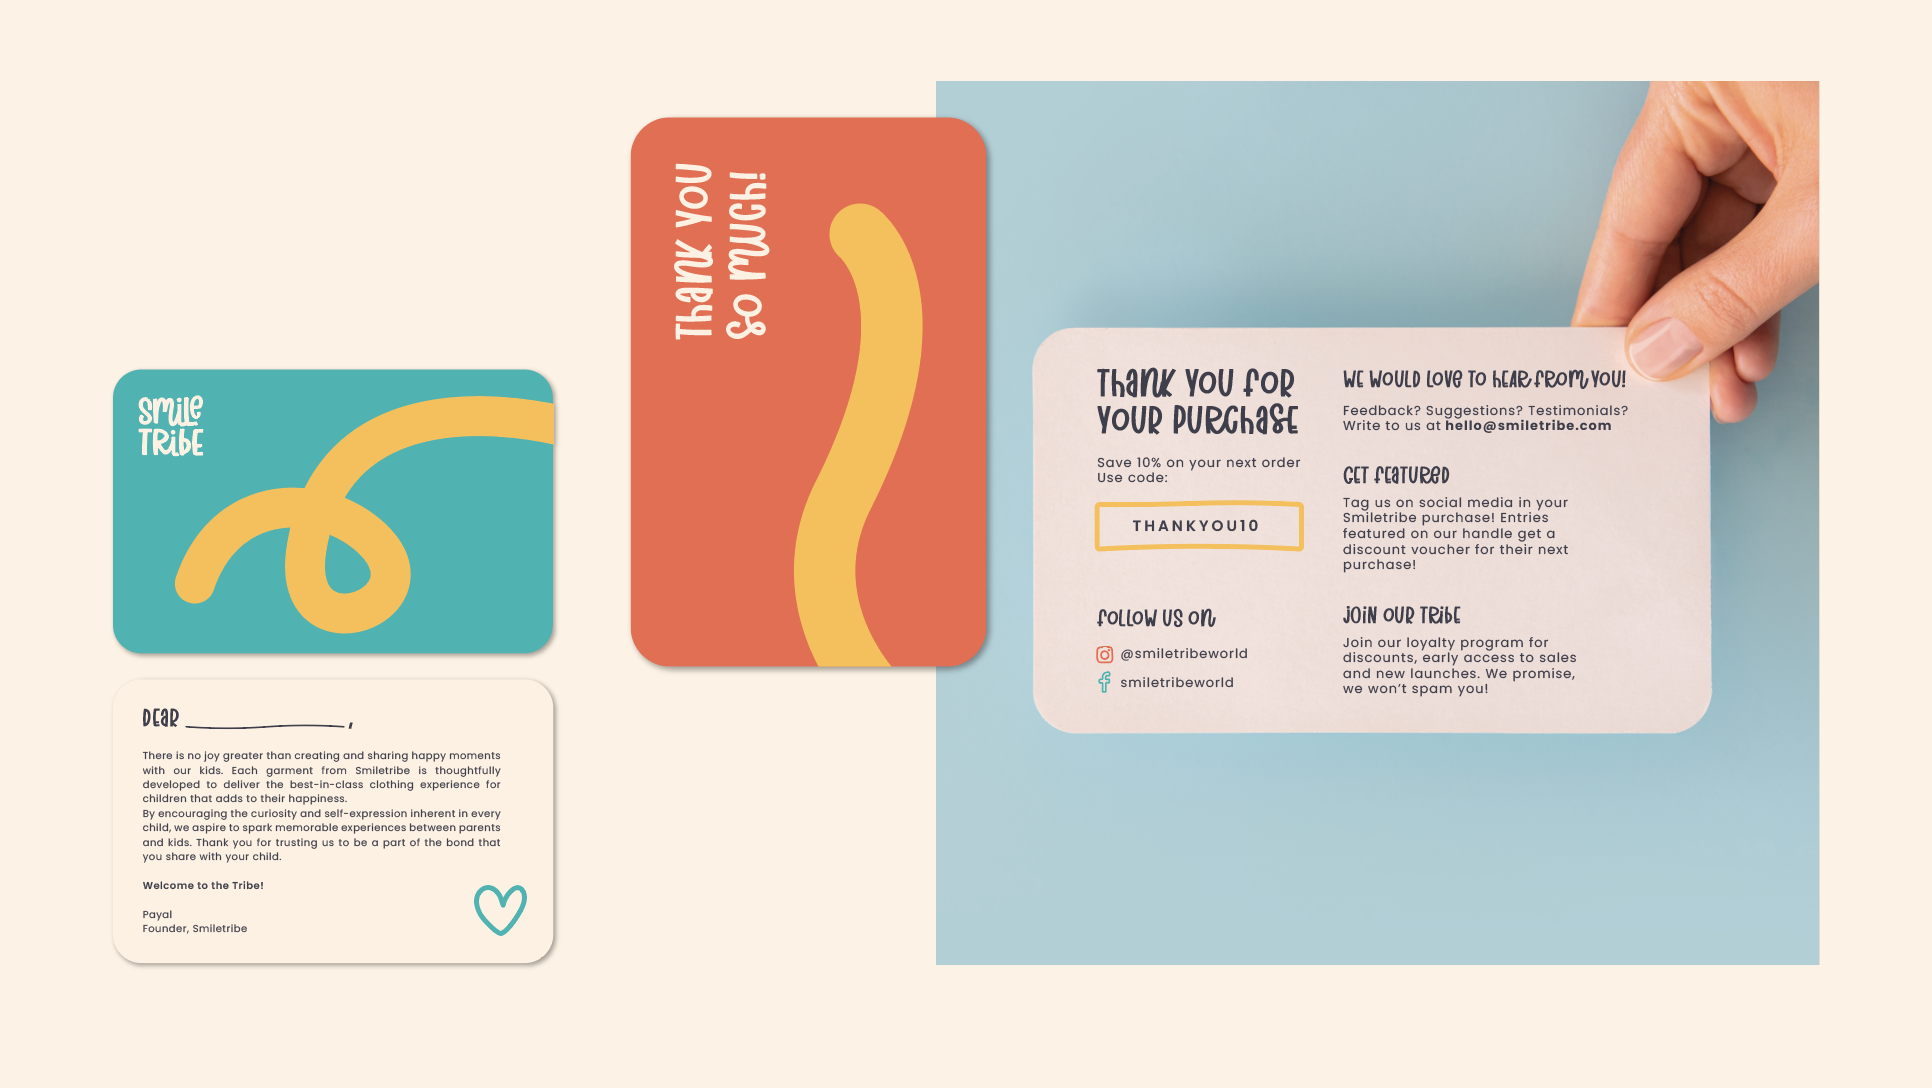 SMiLE
TRibE
DEAR ____________,
There is no joy greater than creating and sharing happy moments
with our kids. Each garment from Smiletribe is thoughtfully
developed to deliver the best-in-class clothing experience for
children that adds to their happiness.
By encouraging the curiosity and self-expression inherent in every
child, we aspire to spark memorable experiences between parents
and kids. Thank you for trusting us to be a part of the bond that
you share with your child.
Welcome to the Tribe!
Payal
Founder, Smiletribe
Thank you
so much!
Thank you for
your purchase
Save 10% on your next order
Use code:
THANKYOU10
follow us on
@smiletribeworld
smiletribeworld
We would love to hear from you!
Feedback? Suggestions? Testimonials?
Write to us at hello@smiletribe.com
Get featured
Tag us on social media in your
Smiletribe purchase! Entries
featured on our handle get a
discount voucher for their next
purchase!
Join our tribe
Join our loyalty program for
discounts, early access to sales
and new launches. We promise,
we won't spam you!